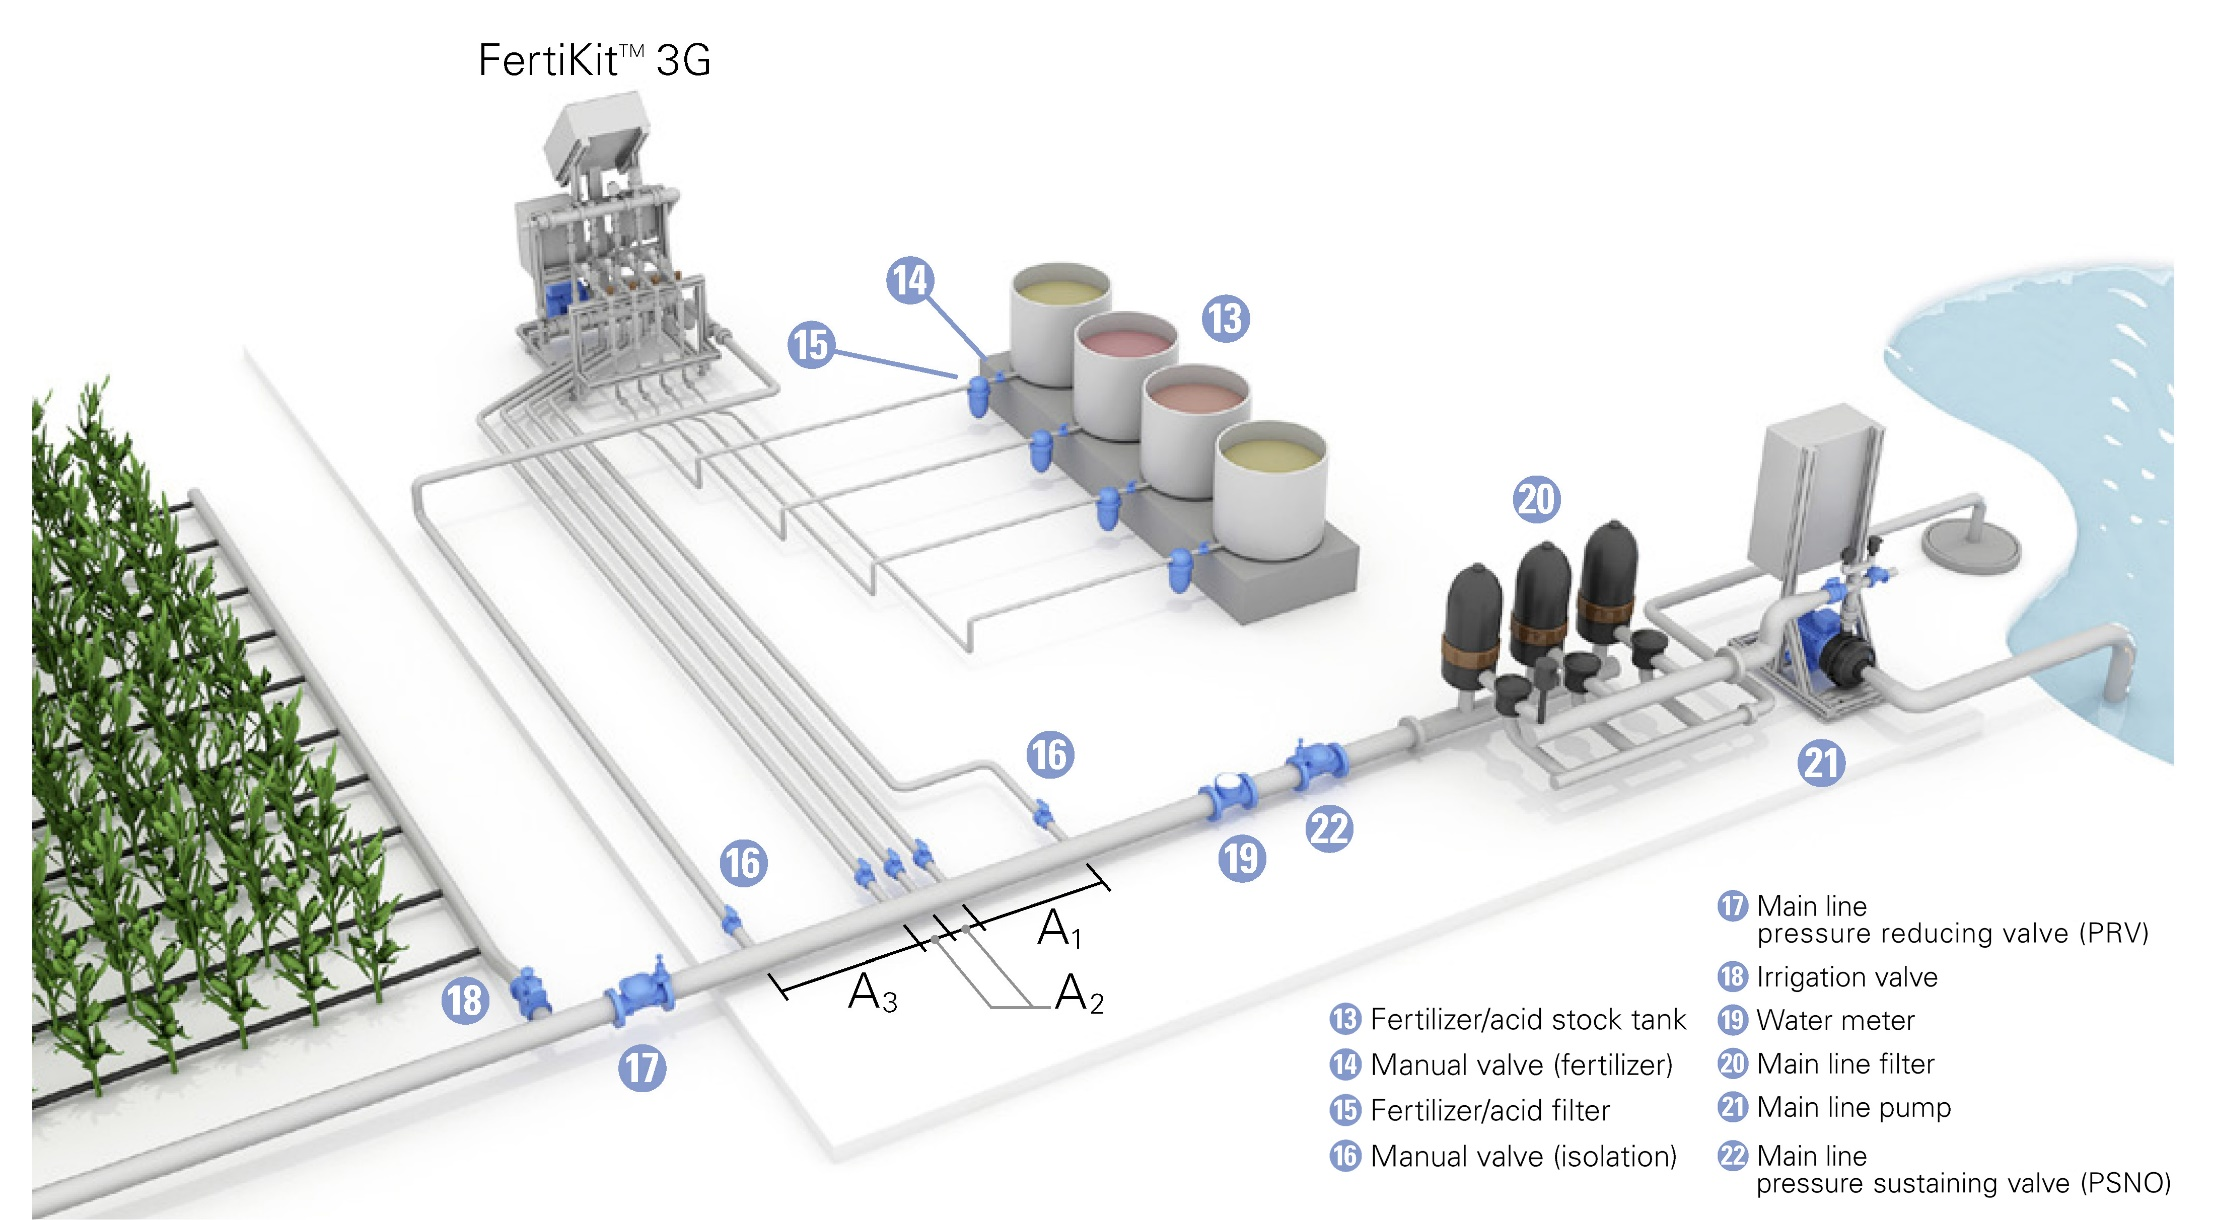 FertiKit™ 3G
14
13
15
20
16
21
16
22
19
A1
A3
A2
18
17
13 Fertilizer/acid stock tank
14 Manual valve (fertilizer)
15 Fertilizer/acid filter
16 Manual valve (isolation)
17 Main line
pressure reducing valve (PRV)
18 Irrigation valve
19 Water meter
20 Main line filter
21 Main line pump
22 Main line
pressure sustaining valve (PSNO)